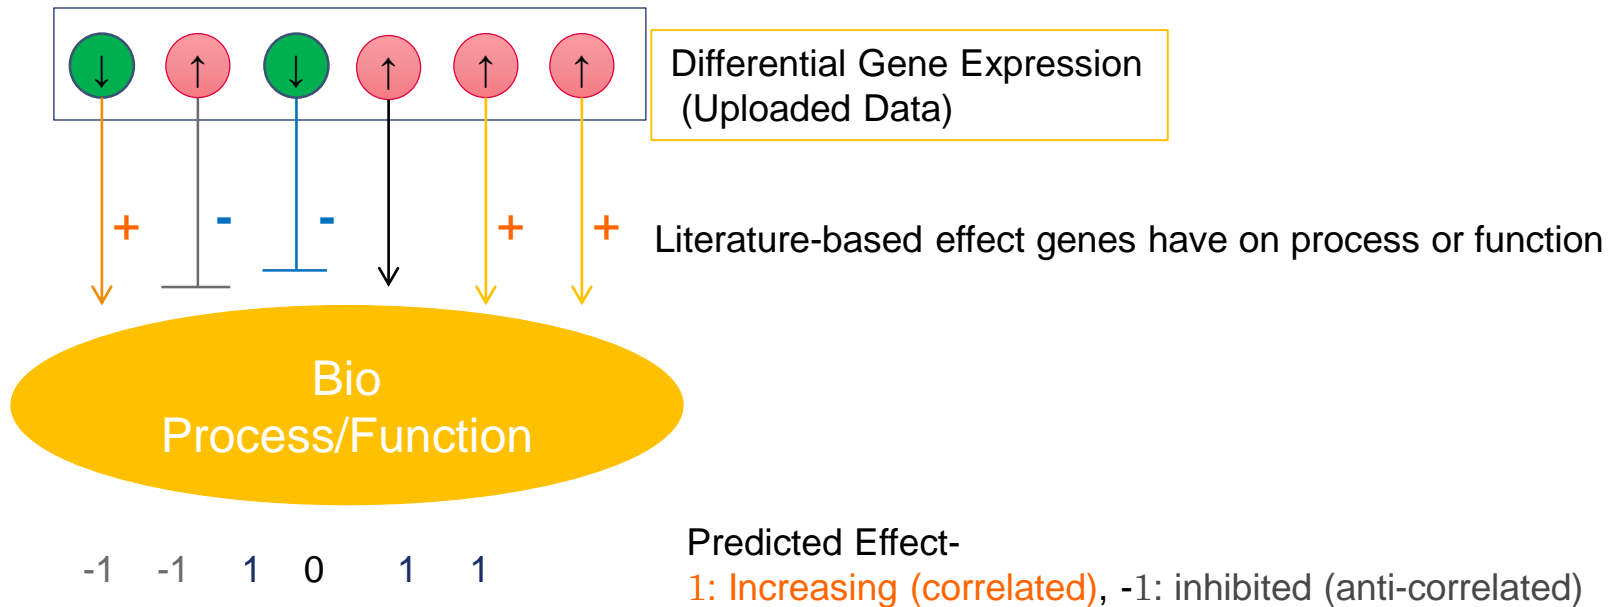 ↓ ↑ ↓ ↑ ↑ ↑
Differential Gene Expression
(Uploaded Data)
+ - - + +
Literature-based effect genes have on process or function
Bio
Process/Function
-1 -1 1 0 1 1
Predicted Effect-
1: Increasing (correlated), -1: inhibited (anti-correlated)